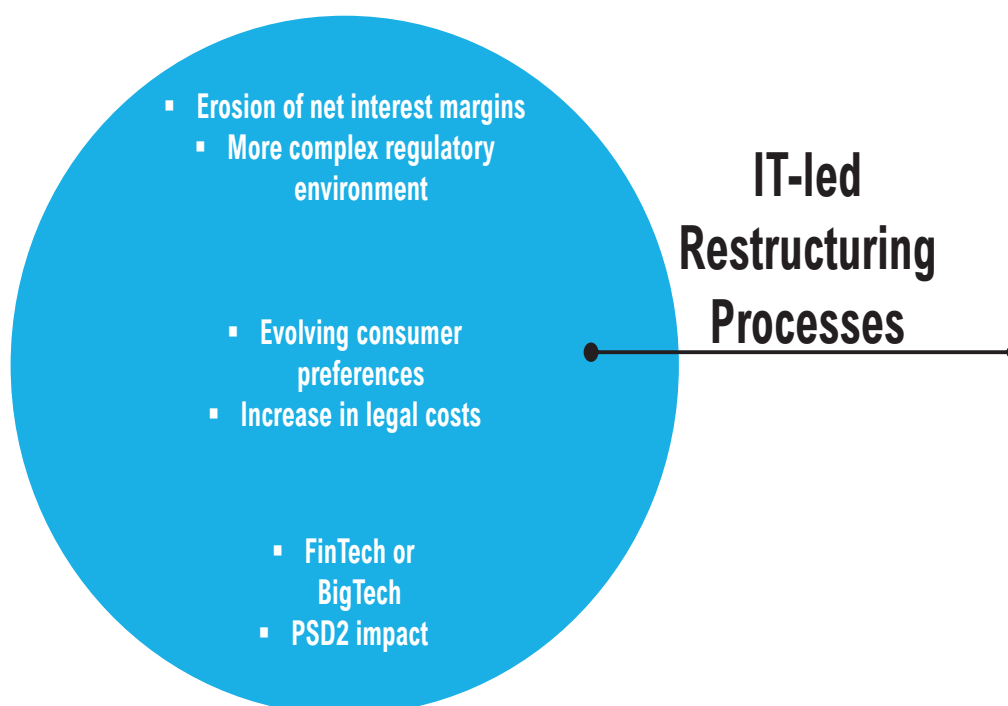 ▪ Erosion of net interest margins
▪ More complex regulatory
environment
IT-led
Restructuring
Processes
▪ Evolving consumer
preferences
▪ Increase in legal costs
▪ FinTech or
BigTech
▪ PSD2 impact